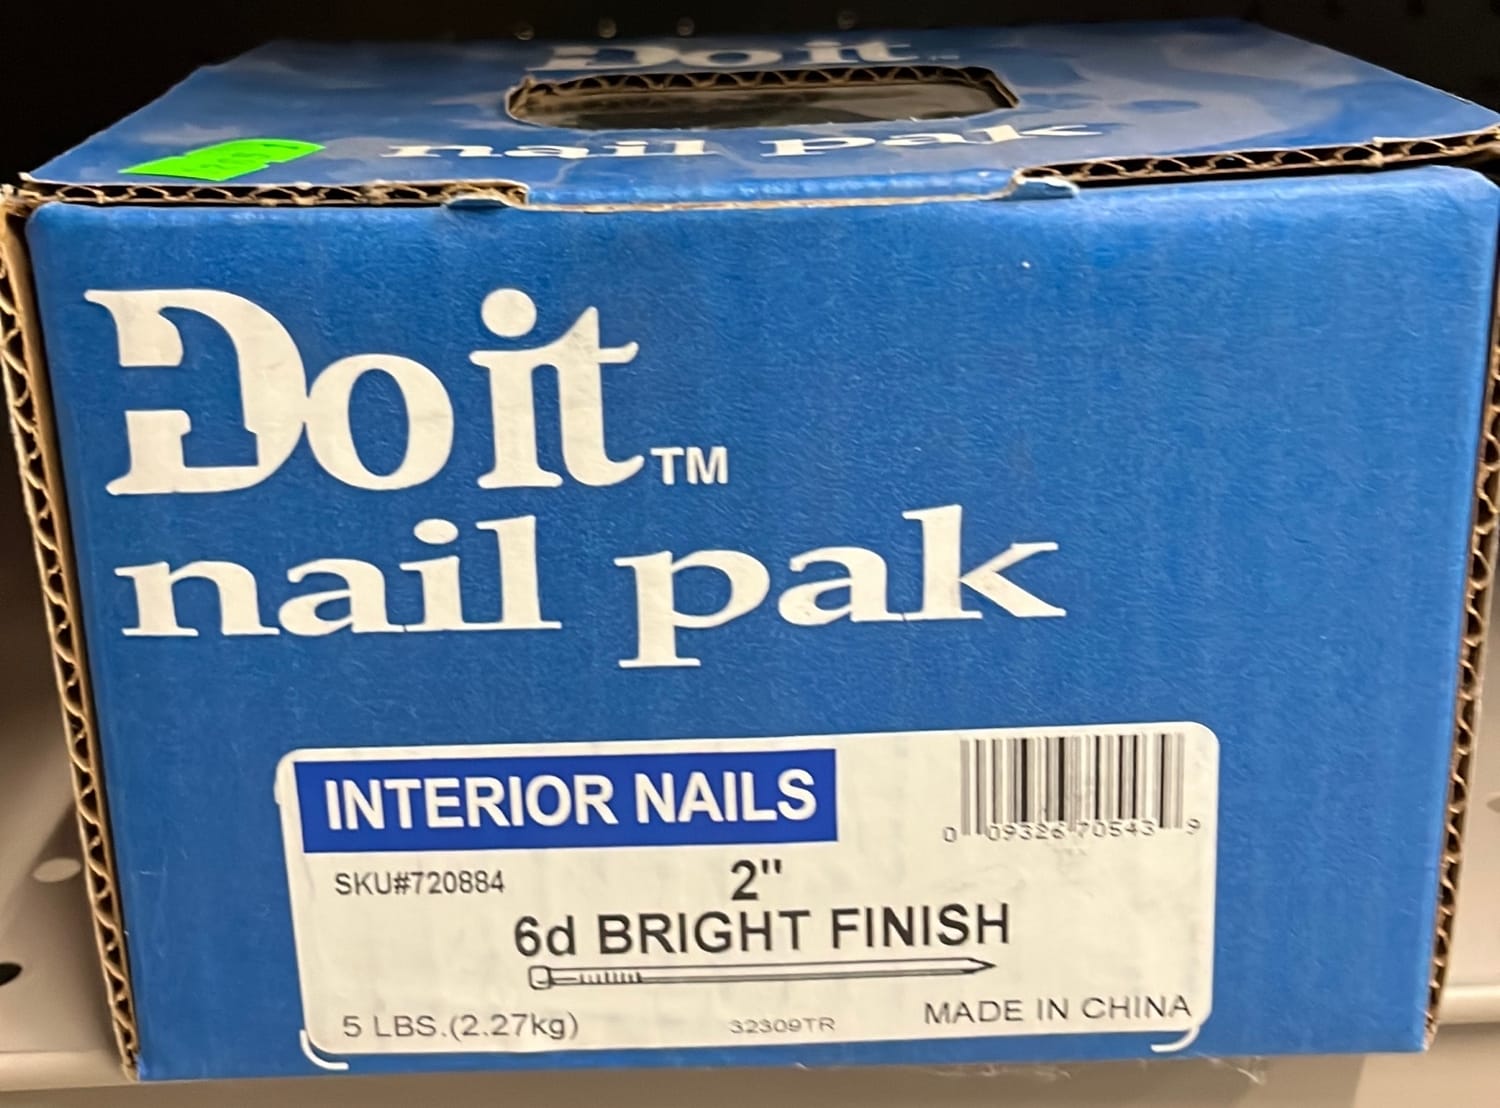 Do it™
nail pak
Do it™
nail pak
INTERIOR NAILS
0 09326 70543 9
SKU#720884
2"
6d BRIGHT FINISH
5 LBS.(2.27kg)
32309TR
MADE IN CHINA